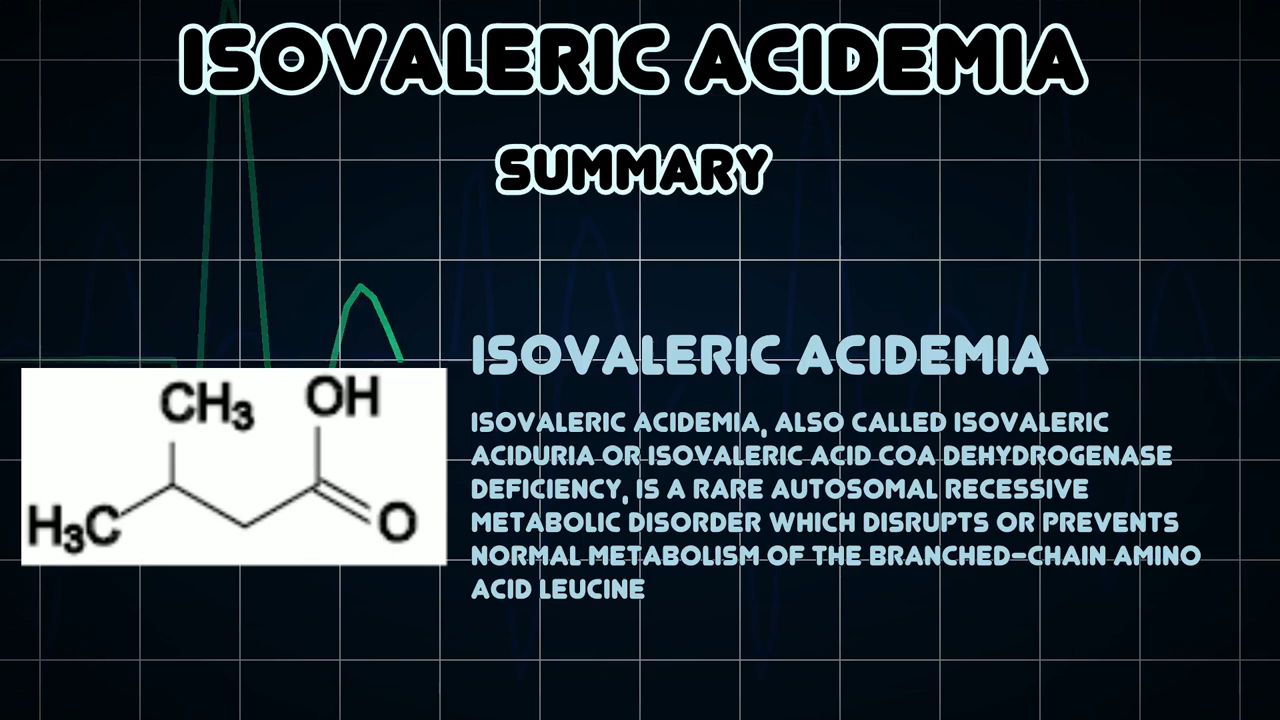 ISOVALERIC ACIDEMIA
SUMMARY
CH3 OH
H3C O
ISOVALERIC ACIDEMIA
ISOVALERIC ACIDEMIA, ALSO CALLED ISOVALERIC
ACIDURIA OR ISOVALERIC ACID COA DEHYDROGENASE
DEFICIENCY, IS A RARE AUTOSOMAL RECESSIVE
METABOLIC DISORDER WHICH DISRUPTS OR PREVENTS
NORMAL METABOLISM OF THE BRANCHED-CHAIN AMINO
ACID LEUCINE